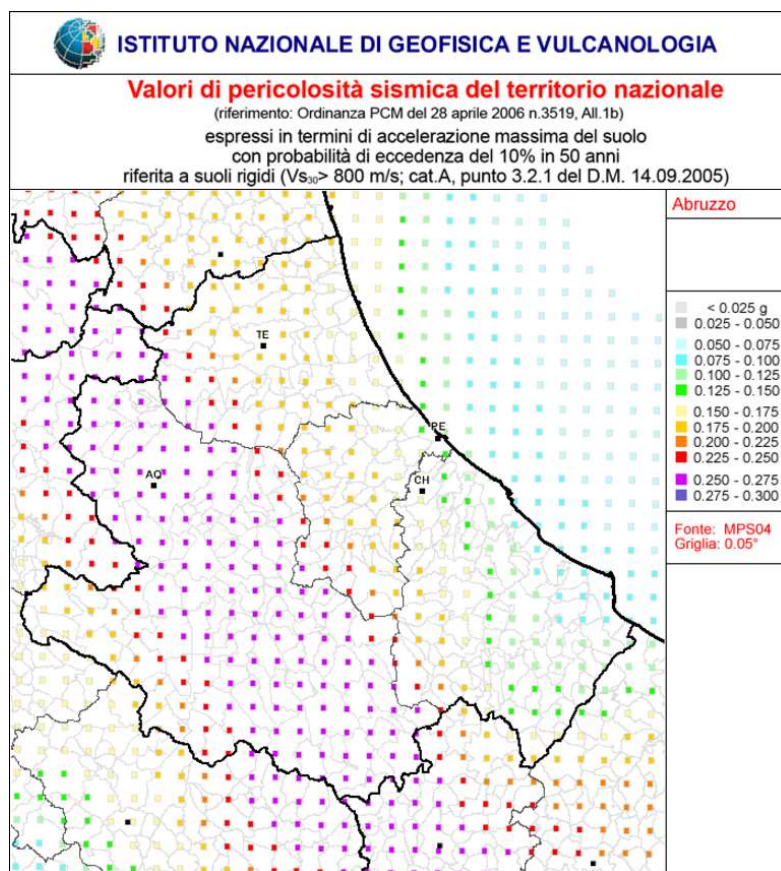 ISTITUTO NAZIONALE DI GEOFISICA E VULCANOLOGIA
Valori di pericolosità sismica del territorio nazionale
(riferimento: Ordinanza PCM del 28 aprile 2006 n.3519, All.1b)
espressi in termini di accelerazione massima del suolo
con probabilità di eccedenza del 10% in 50 anni
riferita a suoli rigidi (Vs₃₀> 800 m/s; cat.A, punto 3.2.1 del D.M. 14.09.2005)
Abruzzo
< 0.025 g
0.025 - 0.050
0.050 - 0.075
0.075 - 0.100
0.100 - 0.125
0.125 - 0.150
0.150 - 0.175
0.175 - 0.200
0.200 - 0.225
0.225 - 0.250
0.250 - 0.275
0.275 - 0.300
Fonte: MPS04
Griglia: 0.05°
TE
PE
AQ
CH